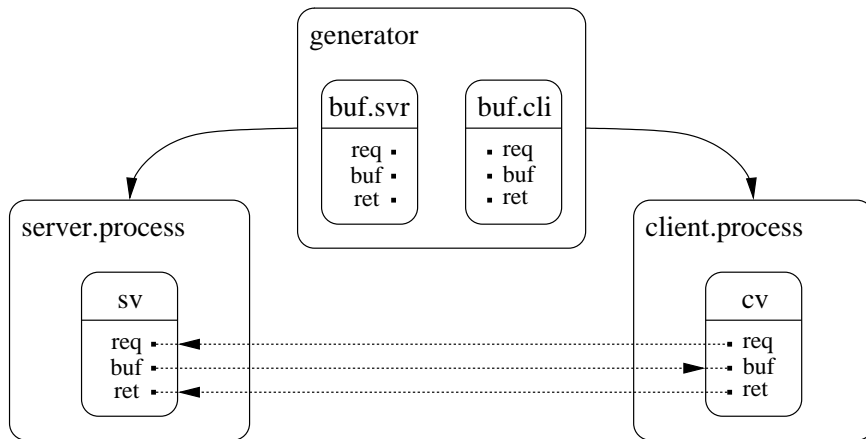 generator
buf.svr
buf.cli
req
req
buf
buf
ret
ret
server.process
client.process
sv
cv
req
req
buf
buf
ret
ret